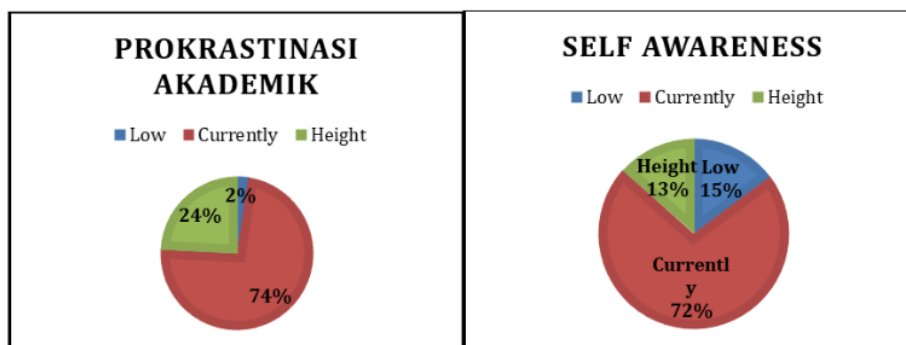 PROKRASTINASI
AKADEMIK
Low Currently Height
2%
24%
74%
SELF AWARENESS
Low Currently Height
Height
13%
Low
15%
Currentl
y
72%